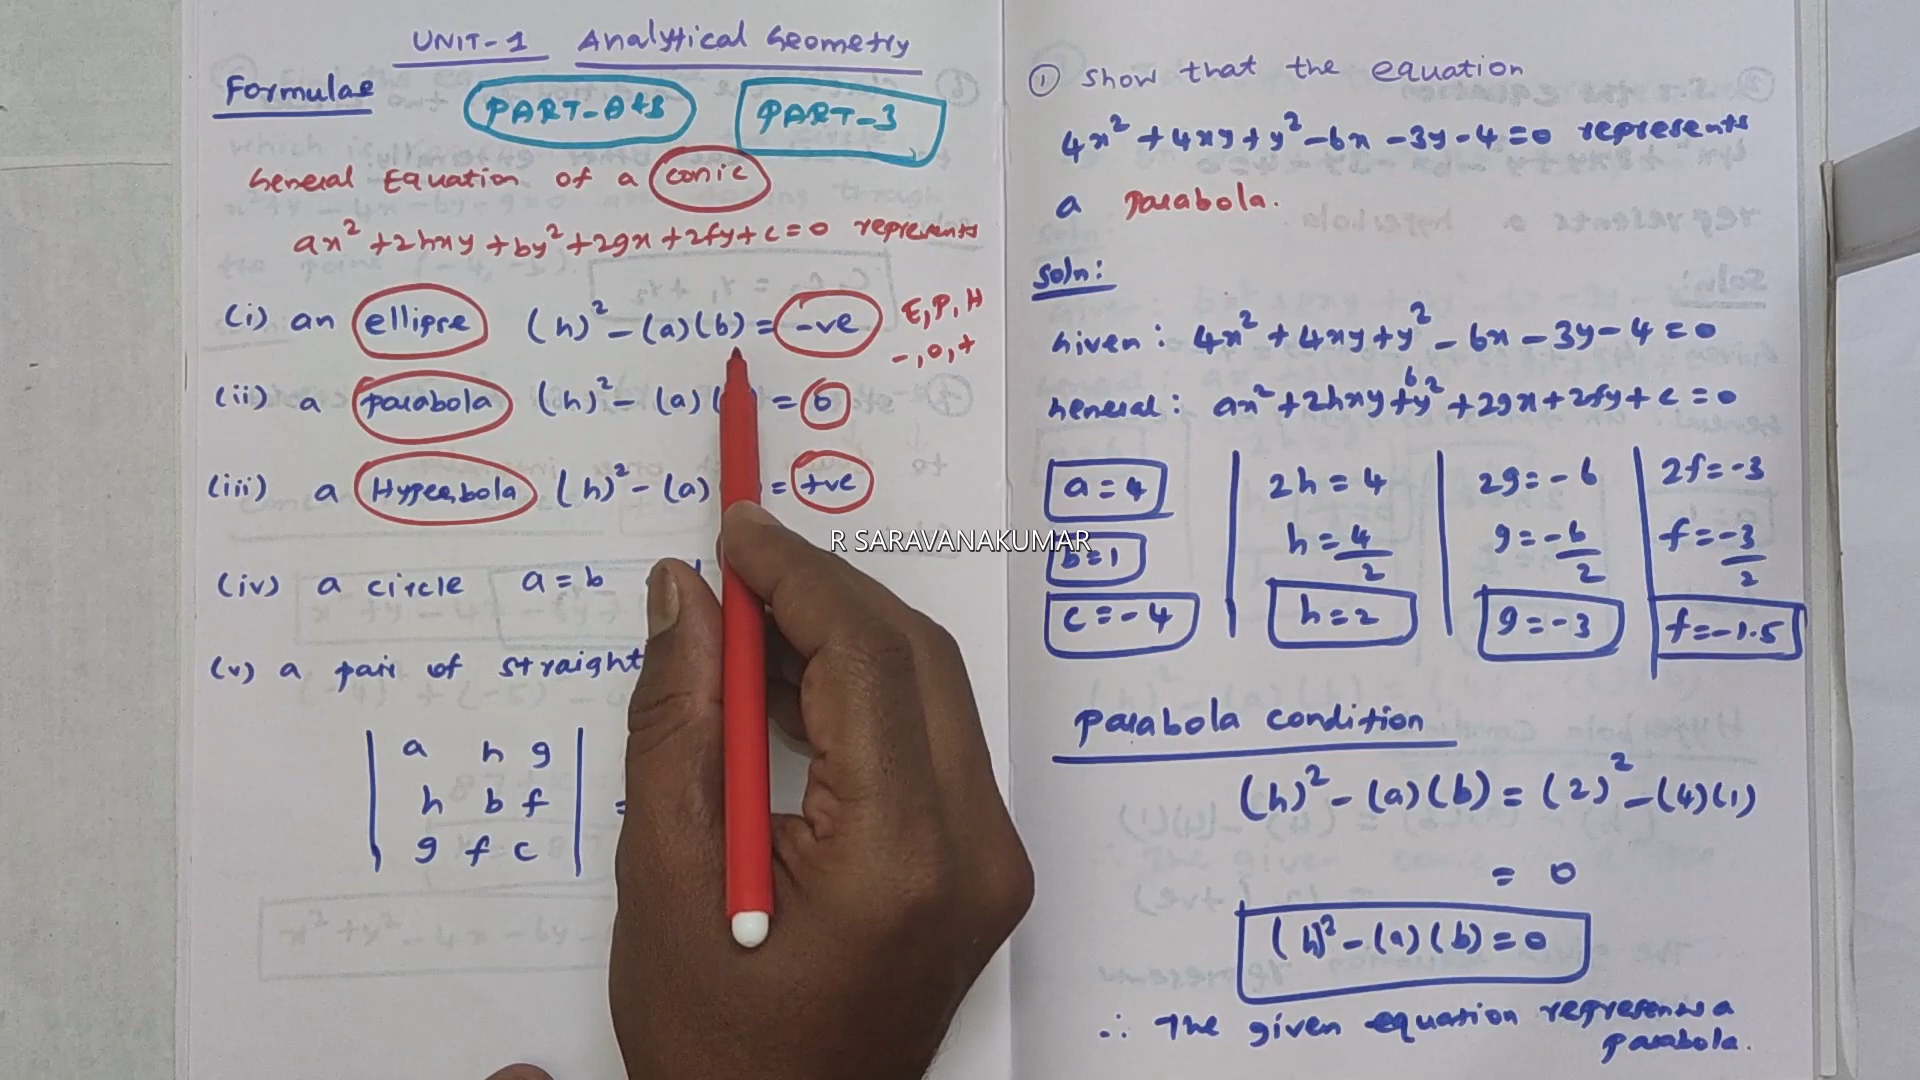 UNIT-1 Analytical Geometry
Formulae
PART-A&B
PART-3
General Equation of a conic
ax² + 2hxy + by² + 2gx + 2fy + c = 0 represents
(i) an ellipse (h)² - (a)(b) = -ve
E, P, H
-, 0, +
(ii) a parabola (h)² - (a)( = 0
(iii) a Hyperbola (h)² - (a) = +ve
(iv) a circle a = b
(v) a pair of straight
a h g
h b f
g f c
=
① Show that the equation
4x² + 4xy + y² - 6x - 3y - 4 = 0 represents
a parabola.
Soln:
Given: 4x² + 4xy + y² - 6x - 3y - 4 = 0
General: ax² + 2hxy + by² + 2gx + 2fy + c = 0
a = 4
b = 1
c = -4
2h = 4
h = 4/2
h = 2
2g = -6
g = -6/2
g = -3
2f = -3
f = -3/2
f = -1.5
Parabola condition
(h)² - (a)(b) = (2)² - (4)(1)
= 0
(h)² - (a)(b) = 0
∴ The given equation represents a
parabola.
R SARAVANAKUMAR